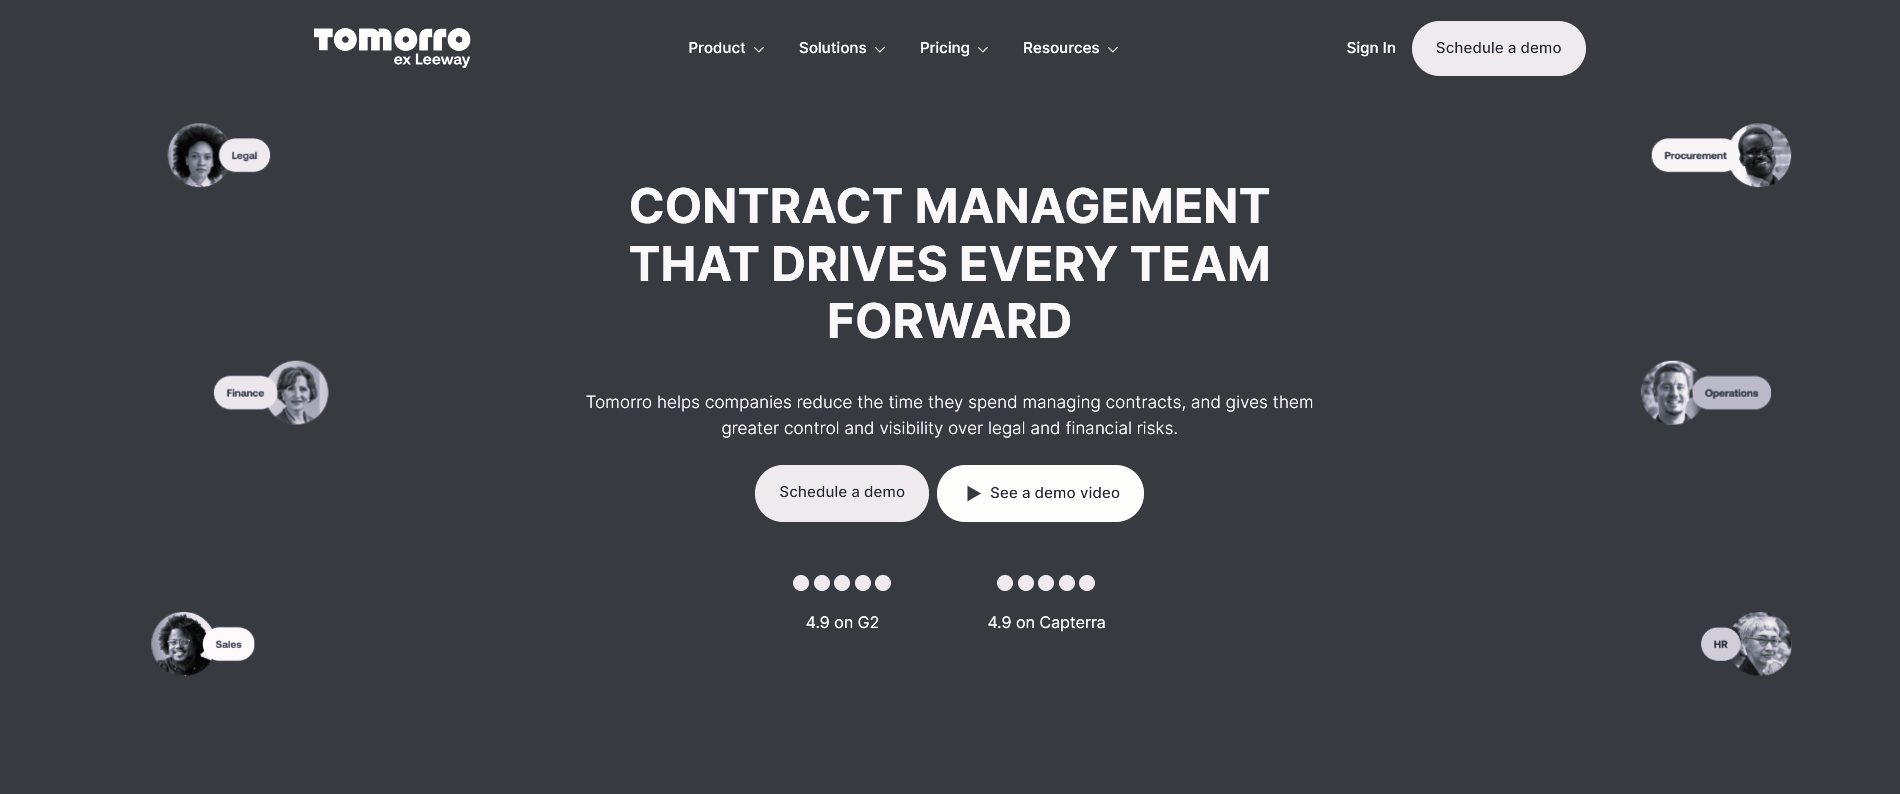 Tomorro
ex Leeway
Product
Solutions
Pricing
Resources
Sign In
Schedule a demo
Legal
Procurement
CONTRACT MANAGEMENT
THAT DRIVES EVERY TEAM
FORWARD
Finance
Operations
Tomorro helps companies reduce the time they spend managing contracts, and gives them
greater control and visibility over legal and financial risks.
Schedule a demo
See a demo video
4.9 on G2
4.9 on Capterra
Sales
HR